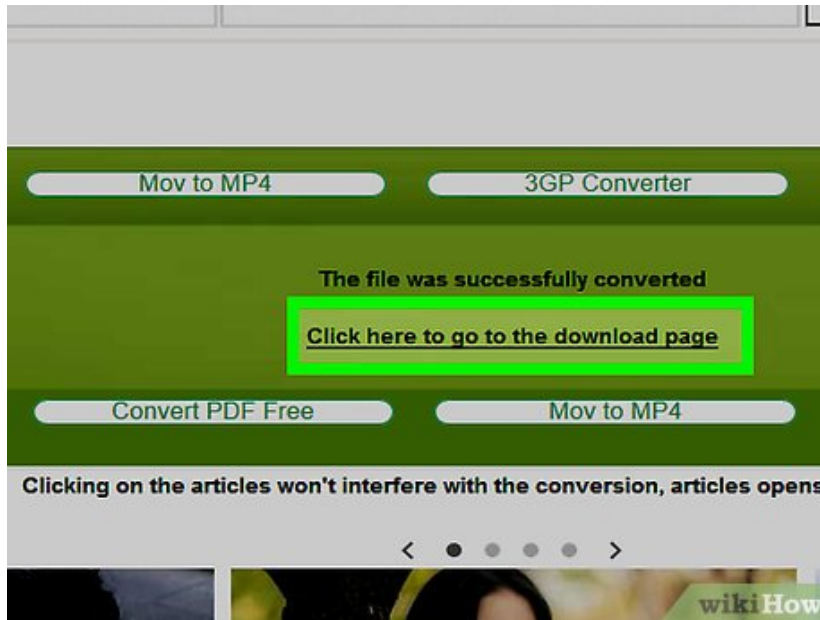 Mov to MP4
3GP Converter
The file was successfully converted
Click here to go to the download page
Convert PDF Free
Mov to MP4
Clicking on the articles won't interfere with the conversion, articles opens
wikiHow